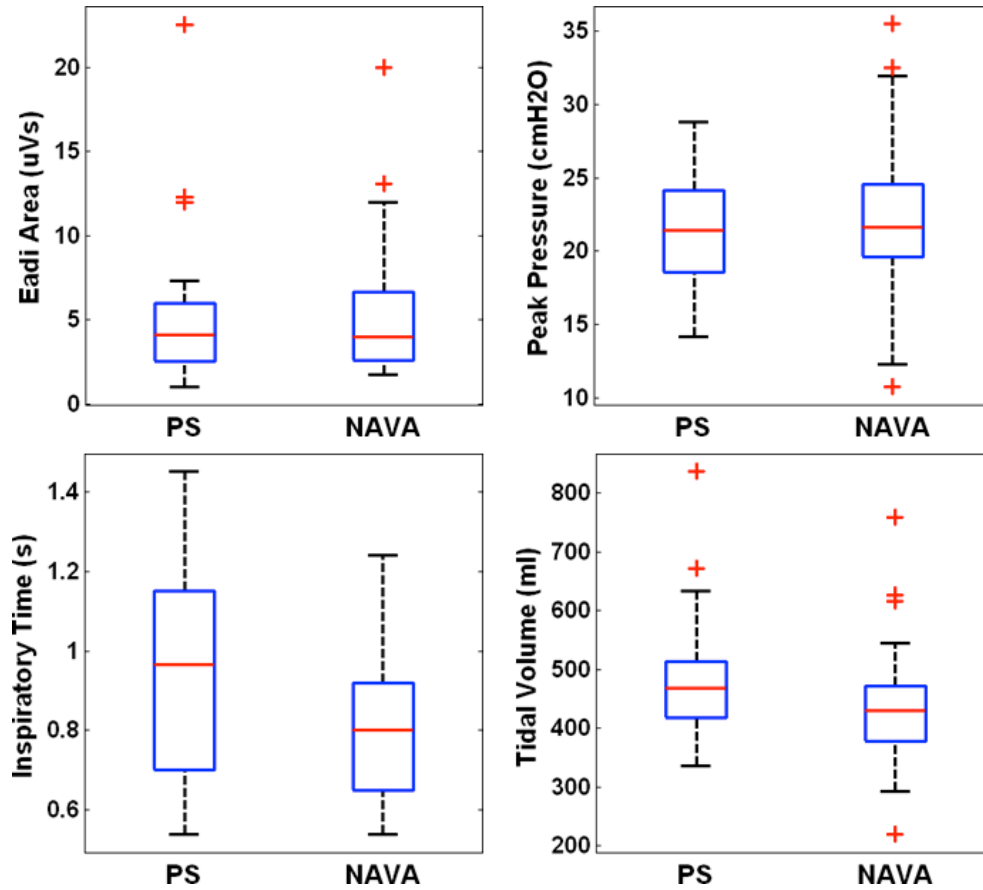 Eadi Area (uVs)
20
15
10
5
0
PS NAVA
Peak Pressure (cmH2O)
35
30
25
20
15
10
PS NAVA
Inspiratory Time (s)
1.4
1.2
1
0.8
0.6
PS NAVA
Tidal Volume (ml)
800
700
600
500
400
300
200
PS NAVA